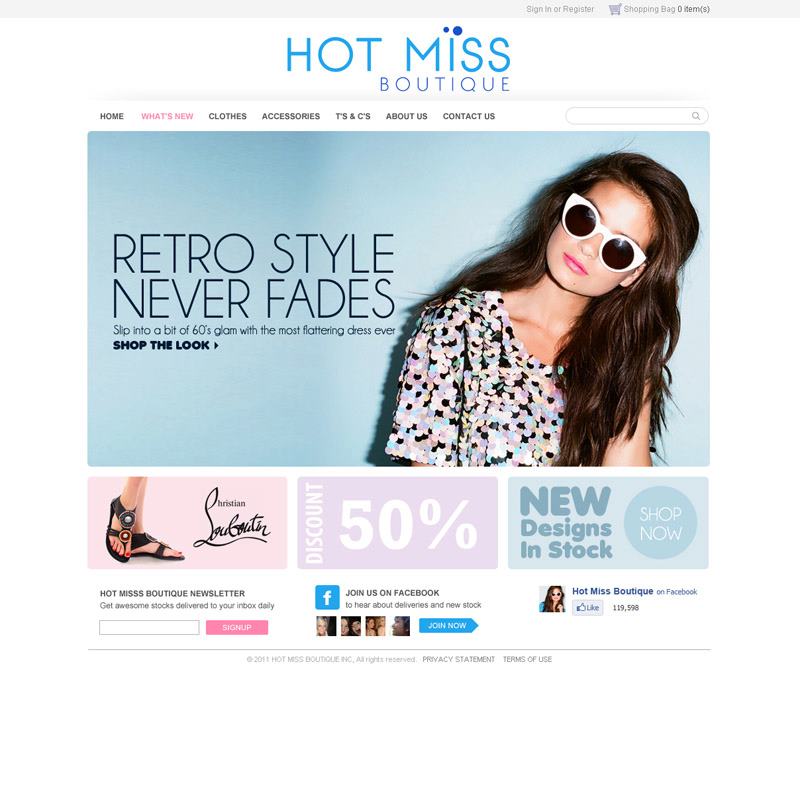 Sign In or Register Shopping Bag 0 item(s)
HOT MÏSS
BOUTIQUE
HOME WHAT'S NEW CLOTHES ACCESSORIES T'S & C'S ABOUT US CONTACT US
RETRO STYLE
NEVER FADES
Slip into a bit of 60's glam with the most flattering dress ever
SHOP THE LOOK
Christian
Louboutin
DISCOUNT
50%
NEW
Designs
In Stock
SHOP
NOW
HOT MISSS BOUTIQUE NEWSLETTER
Get awesome stocks delivered to your inbox daily
SIGNUP
f
JOIN US ON FACEBOOK
to hear about deliveries and new stock
JOIN NOW
Hot Miss Boutique on Facebook
Like 119,598
© 2011 HOT MISS BOUTIQUE INC, All rights reserved. PRIVACY STATEMENT TERMS OF USE